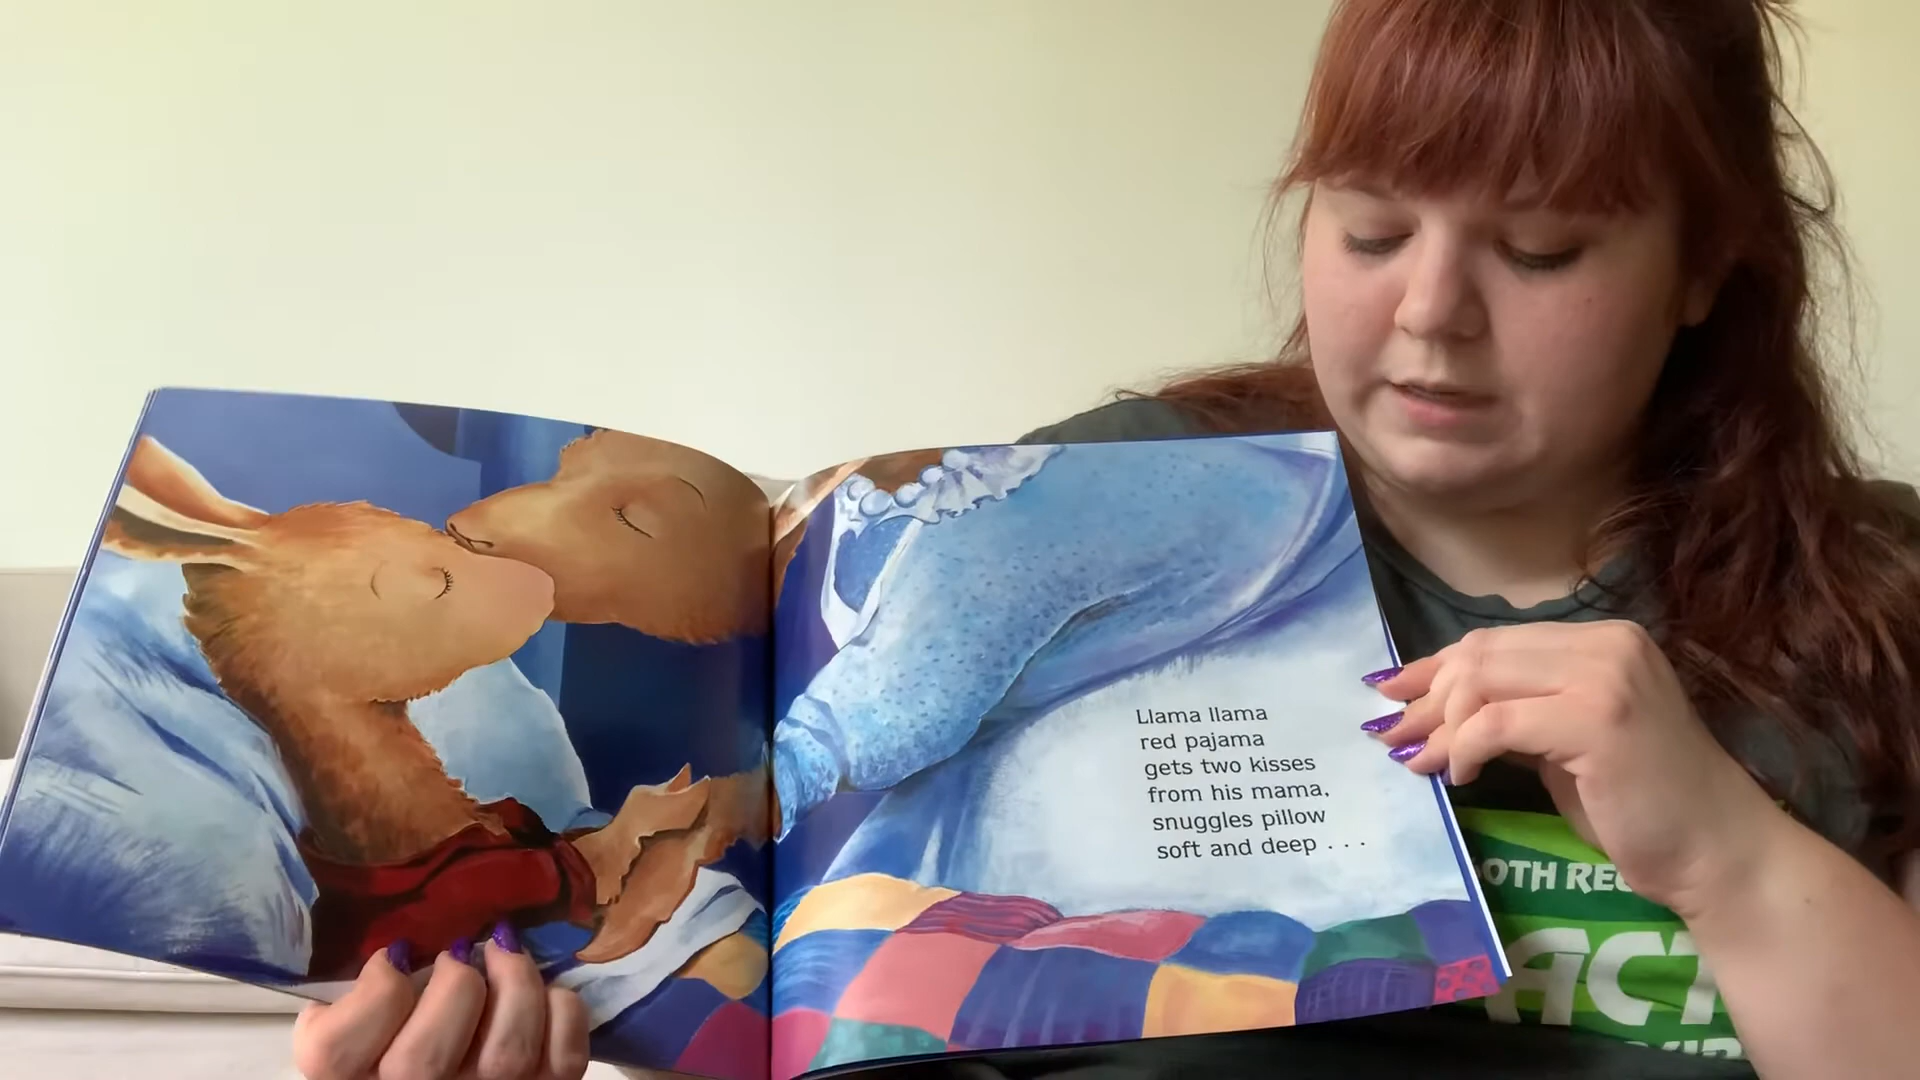 Llama llama
red pajama
gets two kisses
from his mama,
snuggles pillow
soft and deep . . .